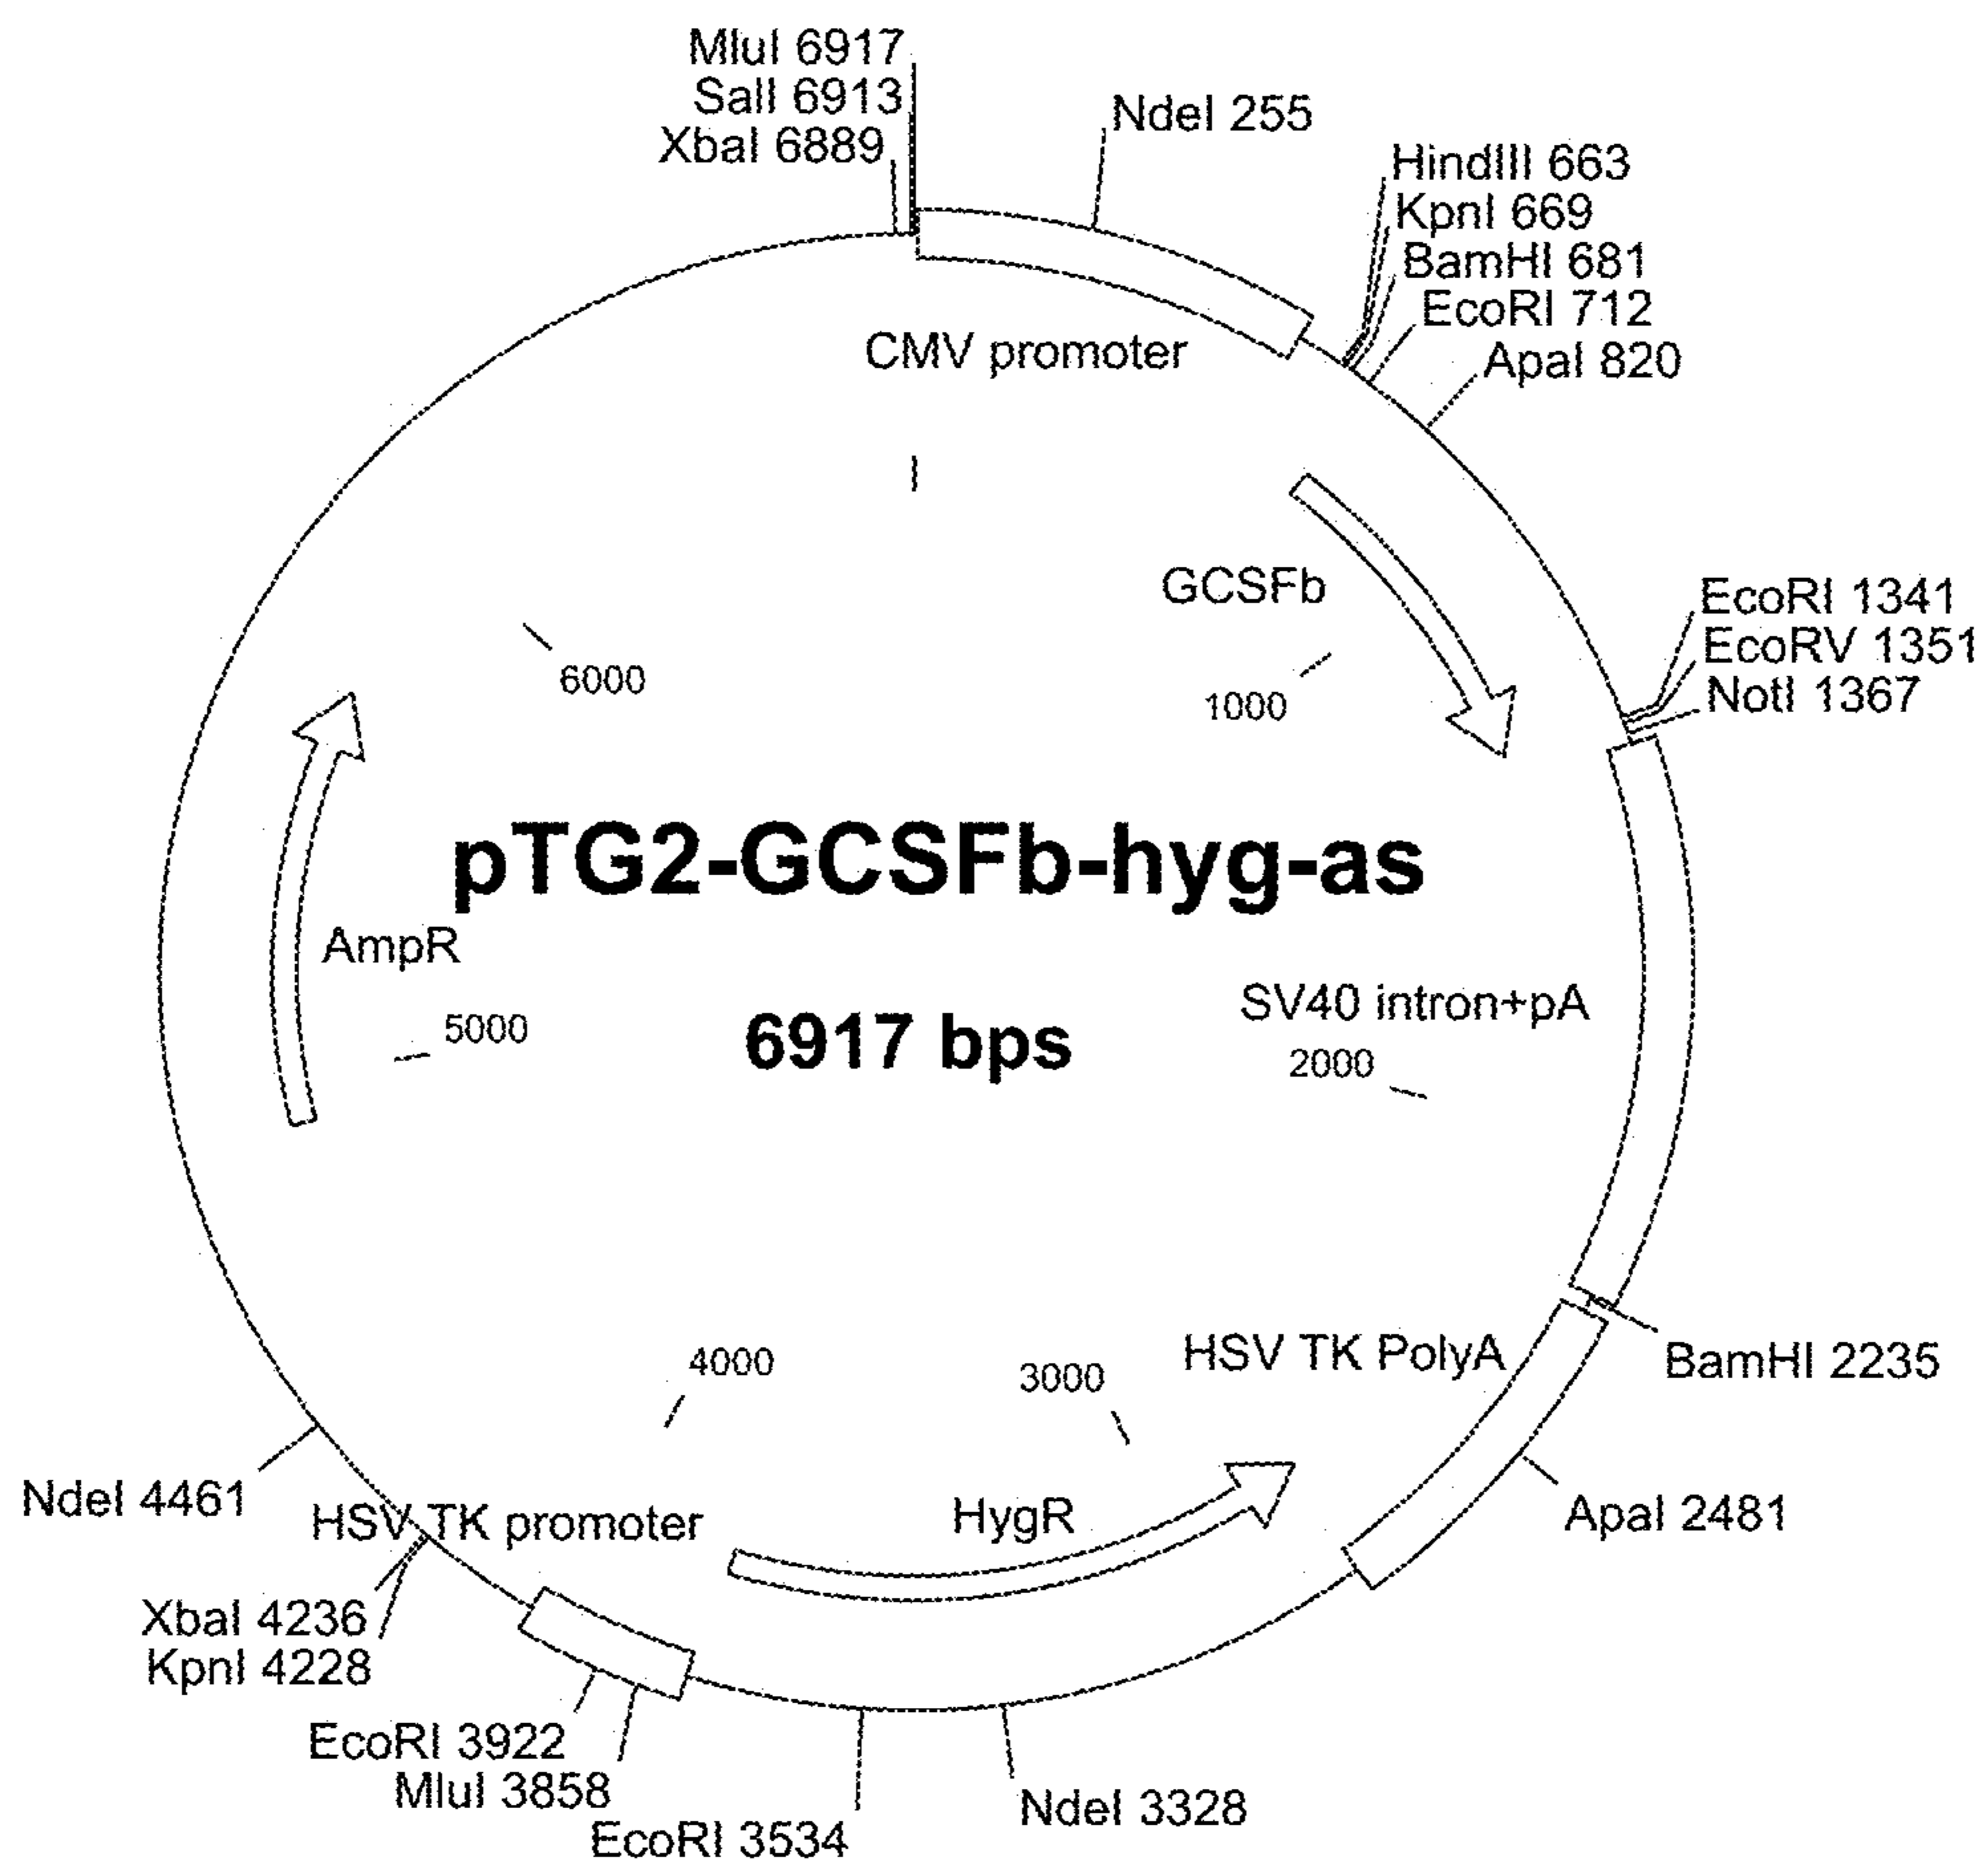 MluI 6917
SalI 6913
XbaI 6889
NdeI 255
HindIII 663
KpnI 669
BamHI 681
EcoRI 712
ApaI 820
CMV promoter
GCSFb
EcoRI 1341
EcoRV 1351
NotI 1367
6000
1000
pTG2-GCSFb-hyg-as
AmpR
SV40 intron+pA
5000
6917 bps
2000
HSV TK PolyA
BamHI 2235
4000
3000
NdeI 4461
HSV TK promoter
HygR
ApaI 2481
XbaI 4236
KpnI 4228
EcoRI 3922
MluI 3858
EcoRI 3534
NdeI 3328